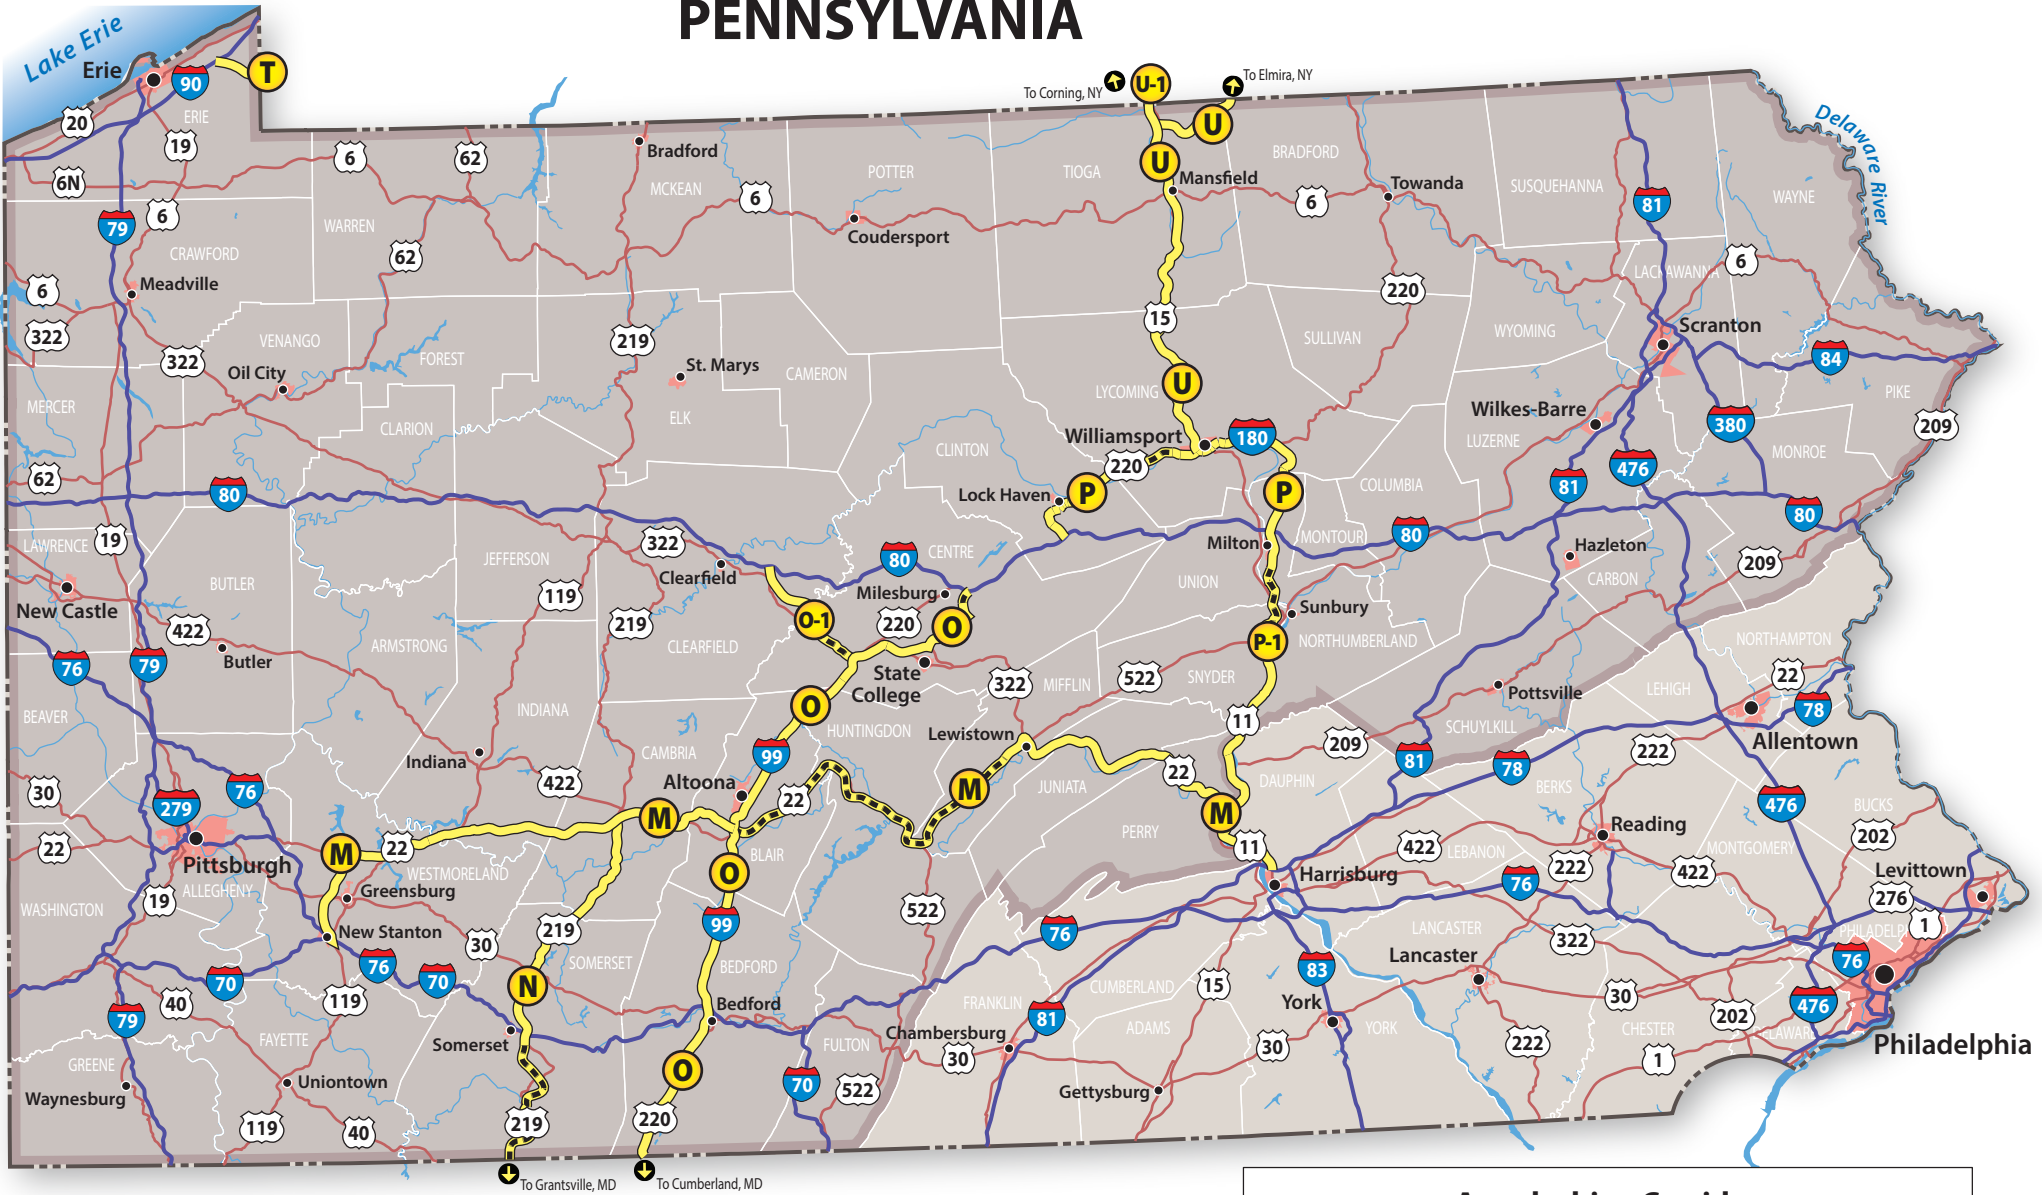 PENNSYLVANIA
Lake Erie
Erie
90
T
20
ERIE
19
6N
6
62
Bradford
MCKEAN
6
POTTER
To Corning, NY
U-1
To Elmira, NY
U
U
TIOGA
Mansfield
BRADFORD
6
Towanda
SUSQUEHANNA
81
WAYNE
Delaware River
79
6
CRAWFORD
WARREN
62
Coudersport
220
LACKAWANNA
6
6
Meadville
322
322
VENANGO
Oil City
FOREST
219
St. Marys
CAMERON
15
SULLIVAN
WYOMING
Scranton
84
PIKE
MERCER
CLARION
ELK
LYCOMING
U
Wilkes-Barre
LUZERNE
380
209
MONROE
CLINTON
Williamsport
180
220
62
80
Lock Haven
P
P
COLUMBIA
81
476
80
LAWRENCE
19
JEFFERSON
322
80
CENTRE
Milton
MONTOUR
80
Hazleton
209
CARBON
New Castle
BUTLER
119
Clearfield
Milesburg
UNION
422
Butler
ARMSTRONG
219
CLEARFIELD
O-1
220
O
State
College
Sunbury
P-1
NORTHUMBERLAND
NORTHAMPTON
76
79
322
MIFFLIN
522
SNYDER
Pottsville
LEHIGH
22
78
BEAVER
INDIANA
O
HUNTINGDON
Lewistown
11
SCHUYLKILL
Allentown
Indiana
CAMBRIA
99
209
81
78
222
30
279
76
422
Altoona
22
M
JUNIATA
22
DAUPHIN
BERKS
476
BUCKS
22
Pittsburgh
M
22
M
BLAIR
PERRY
M
11
422
LEBANON
Reading
222
MONTGOMERY
202
ALLEGHENY
WESTMORELAND
Greensburg
O
Harrisburg
76
422
Levittown
276
WASHINGTON
19
New Stanton
30
219
99
522
76
LANCASTER
322
1
70
76
70
N
SOMERSET
BEDFORD
83
Lancaster
76
40
119
Bedford
FRANKLIN
CUMBERLAND
15
30
476
79
FAYETTE
Somerset
FULTON
Chambersburg
81
ADAMS
York
YORK
222
CHESTER
202
Philadelphia
GREENE
Waynesburg
Uniontown
O
70
522
30
Gettysburg
30
1
119
40
219
220
To Grantsville, MD
To Cumberland, MD